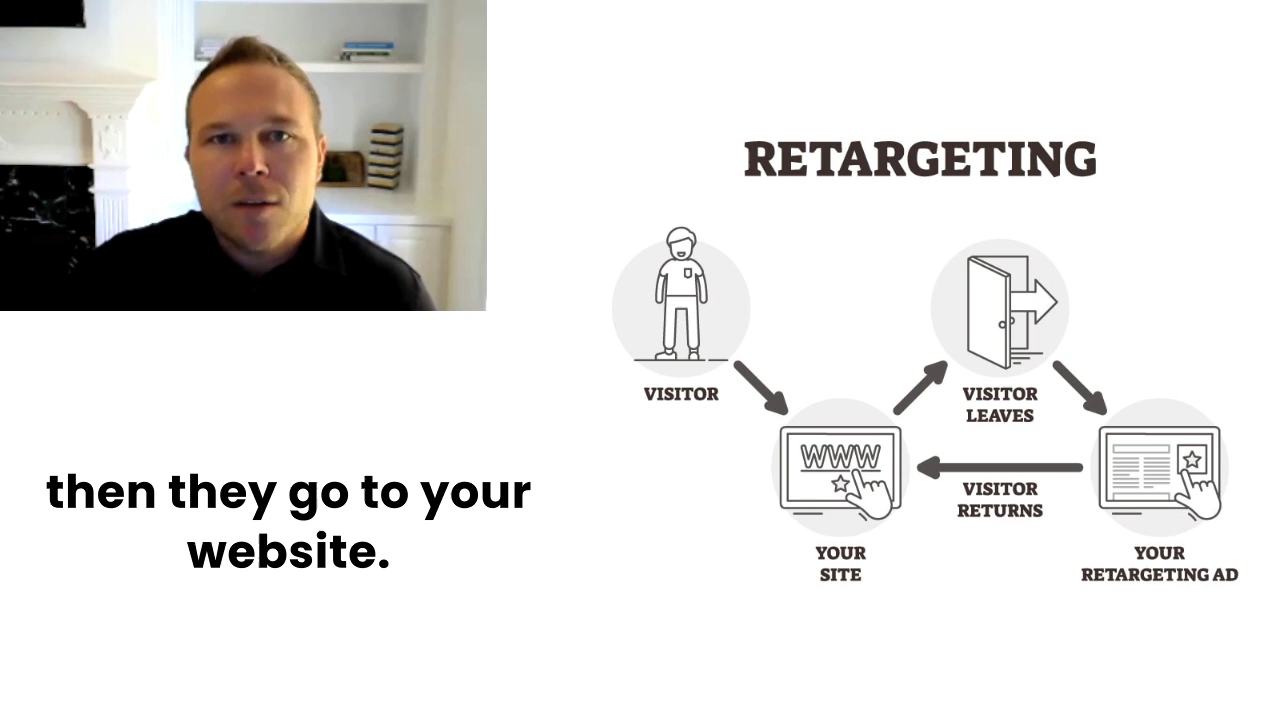 then they go to your
website.
RETARGETING
VISITOR
VISITOR
LEAVES
WWW
VISITOR
RETURNS
YOUR
SITE
YOUR
RETARGETING AD